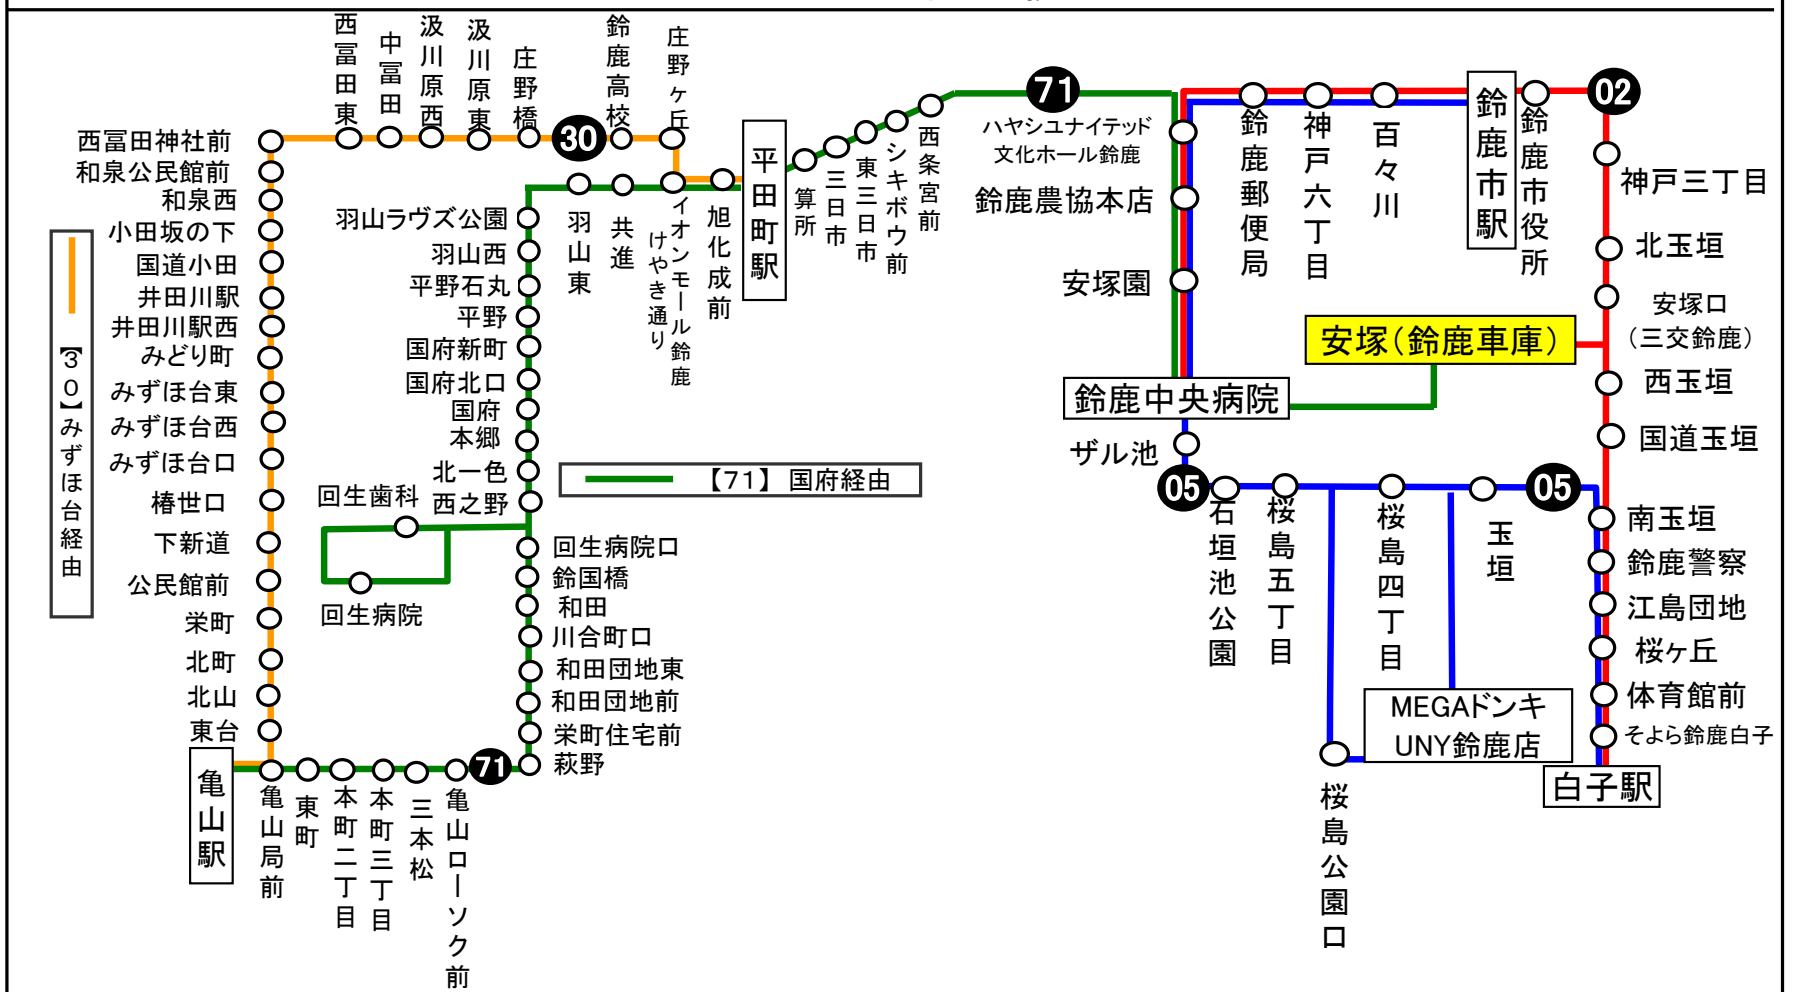 西冨田東
中冨田
汲川原西
汲川原東
庄野橋
30
鈴鹿高校
庄野ヶ丘
西冨田神社前
和泉公民館前
和泉西
小田坂の下
国道小田
井田川駅
井田川駅西
みどり町
みずほ台東
みずほ台西
みずほ台口
椿世口
下新道
公民館前
栄町
北町
北山
東台
亀山駅
【30】みずほ台経由
羽山東
共進
イオンモール鈴鹿
けやき通り
旭化成前
平田町駅
算所
三日市
東三日市
シキボウ前
西条宮前
71
羽山ラヴズ公園
羽山西
平野石丸
平野
国府新町
国府北口
国府
本郷
北一色
西之野
【71】国府経由
回生歯科
回生病院
回生病院口
鈴国橋
和田
川合町口
和田団地東
和田団地前
栄町住宅前
萩野
71
亀山局前
東町
本町二丁目
本町三丁目
三本松
亀山ローソク前
ハヤシユナイテッド
文化ホール鈴鹿
鈴鹿農協本店
安塚園
鈴鹿中央病院
ザル池
05
鈴鹿郵便局
神戸六丁目
百々川
鈴鹿市駅
鈴鹿市役所
02
神戸三丁目
北玉垣
安塚口
（三交鈴鹿）
安塚(鈴鹿車庫)
西玉垣
国道玉垣
石垣池公園
桜島五丁目
桜島四丁目
玉垣
05
南玉垣
鈴鹿警察
江島団地
桜ヶ丘
体育館前
そよら鈴鹿白子
白子駅
MEGAドンキ
UNY鈴鹿店
桜島公園口